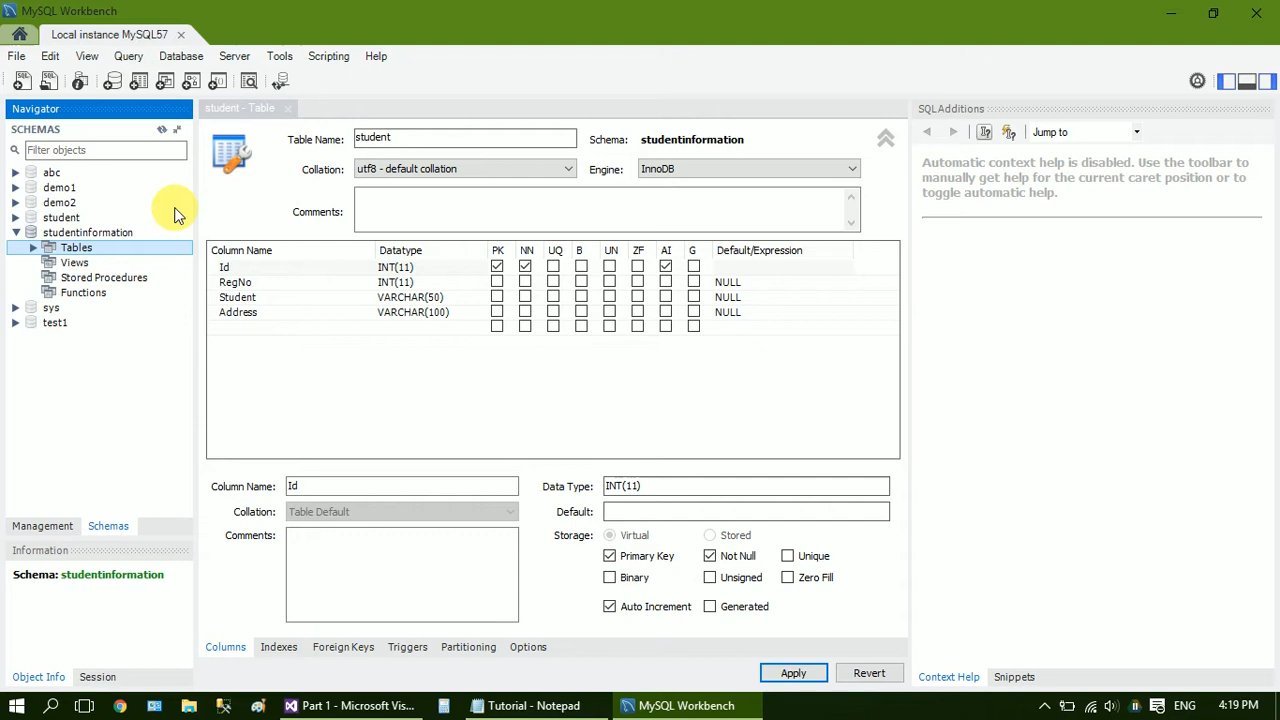 MySQL Workbench
Local instance MySQL57
File Edit View Query Database Server Tools Scripting Help
Navigator
SCHEMAS
Filter objects
abc
demo1
demo2
student
studentinformation
Tables
Views
Stored Procedures
Functions
sys
test1
Management Schemas
Information
Schema: studentinformation
Object Info Session
student - Table
Table Name: student Schema: studentinformation
Collation: utf8 - default collation Engine: InnoDB
Comments:
Column Name Datatype PK NN UQ B UN ZF AI G Default/Expression
Id INT(11)
RegNo INT(11) NULL
Student VARCHAR(50) NULL
Address VARCHAR(100) NULL
Column Name: Id Data Type: INT(11)
Collation: Table Default Default:
Comments: Storage: Virtual Stored
Primary Key Not Null Unique
Binary Unsigned Zero Fill
Auto Increment Generated
Columns Indexes Foreign Keys Triggers Partitioning Options
Apply Revert
SQL Additions
Jump to
Automatic context help is disabled. Use the toolbar to
manually get help for the current caret position or to
toggle automatic help.
Context Help Snippets
Part 1 - Microsoft Vis... Tutorial - Notepad MySQL Workbench ENG 4:19 PM